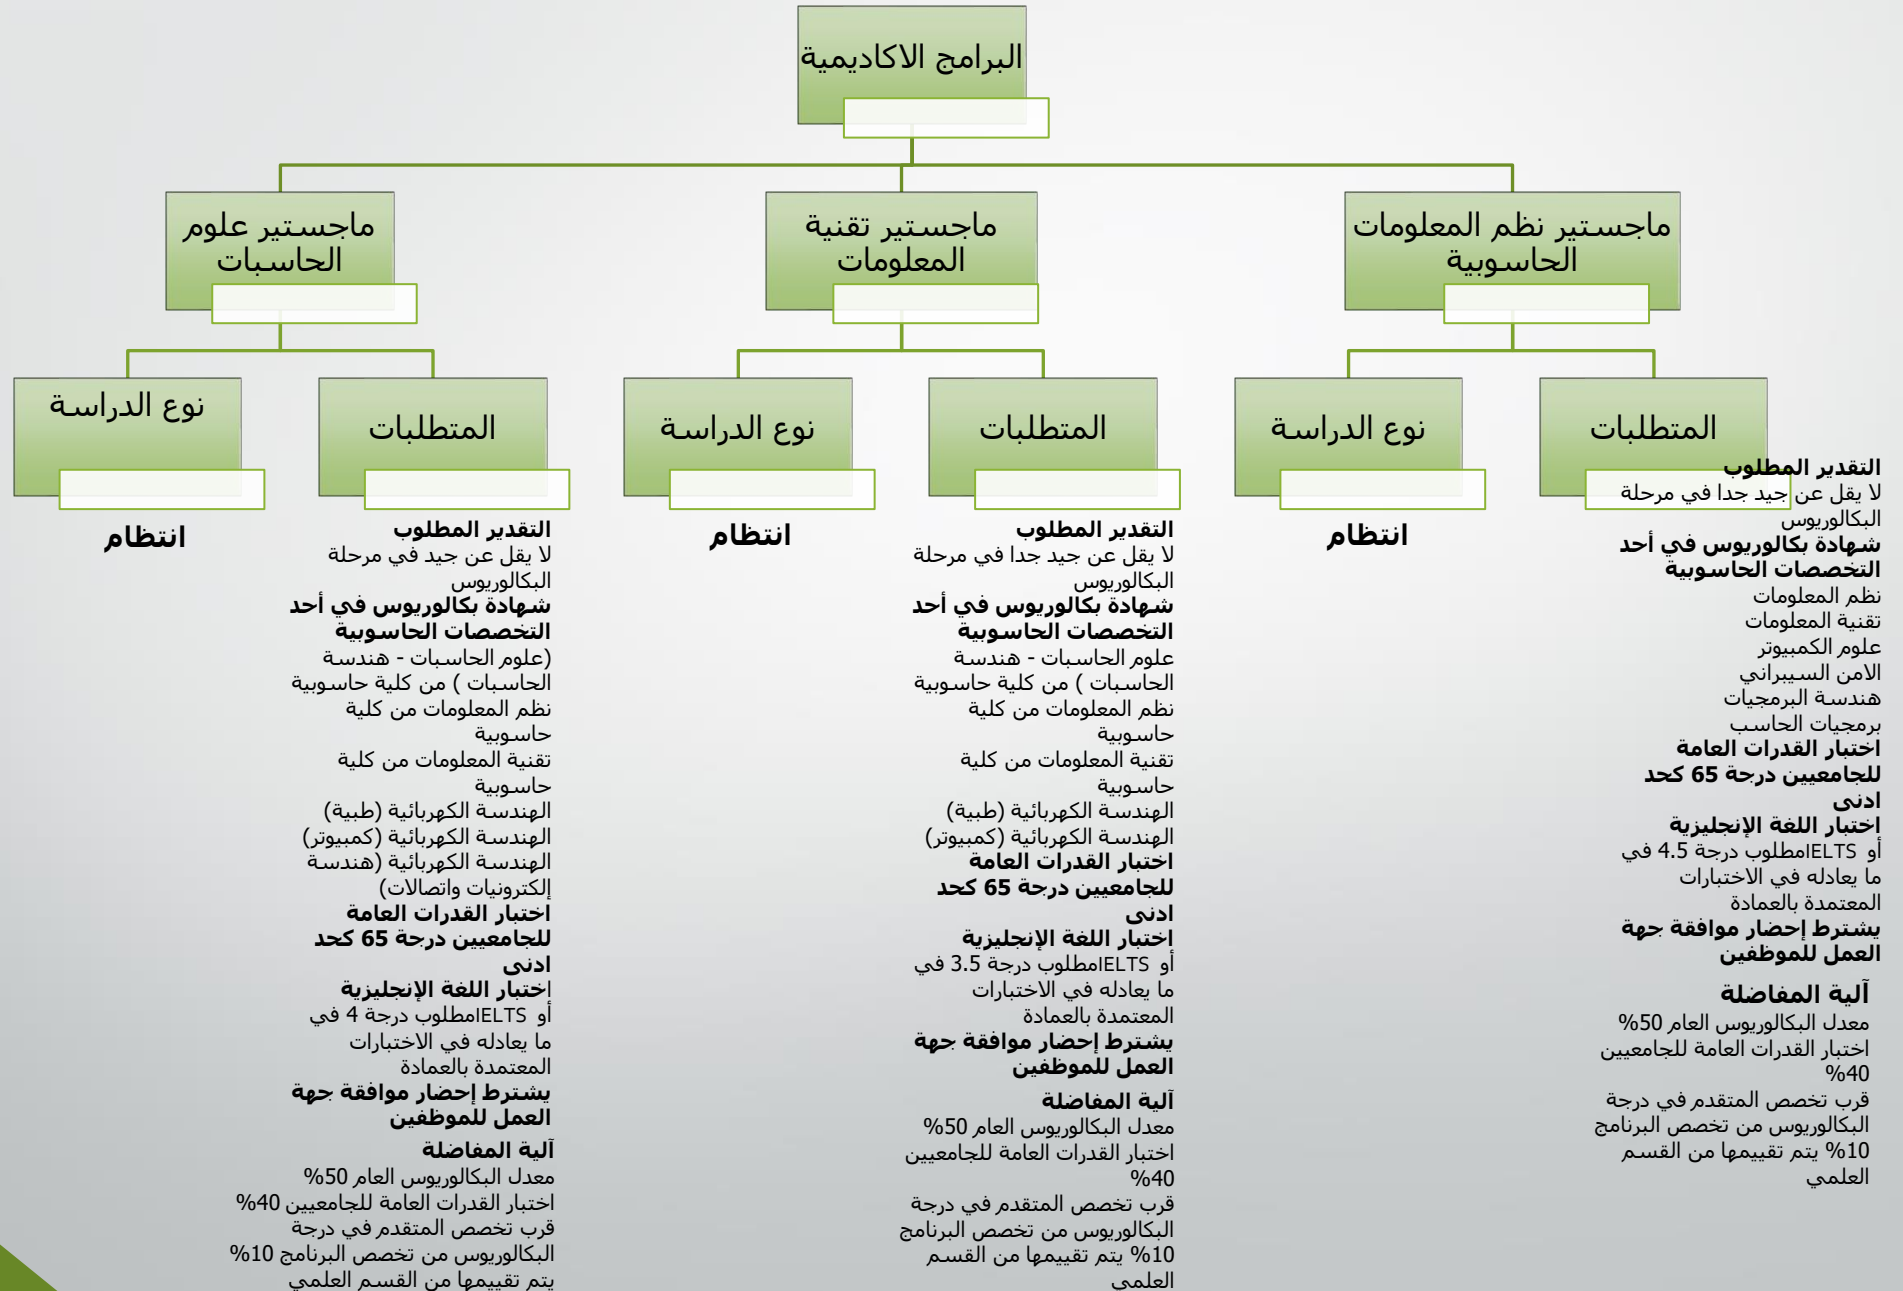 البرامج الاكاديمية
ماجستير نظم المعلومات
الحاسوبية
ماجستير تقنية
المعلومات
ماجستير علوم
الحاسبات
المتطلبات
نوع الدراسة
المتطلبات
نوع الدراسة
المتطلبات
نوع الدراسة
التقدير المطلوب
لا يقل عن جيد جدا في مرحلة
البكالوريوس
شهادة بكالوريوس في أحد
التخصصات الحاسوبية
نظم المعلومات
تقنية المعلومات
علوم الكمبيوتر
الامن السيبراني
هندسة البرمجيات
برمجيات الحاسب
اختبار القدرات العامة
للجامعيين درجة 65 كحد
ادنى
اختبار اللغة الإنجليزية
مطلوب درجة 4.5 في IELTS أو
ما يعادله في الاختبارات
المعتمدة بالعمادة
يشترط إحضار موافقة جهة
العمل للموظفين
آلية المفاضلة
معدل البكالوريوس العام 50%
اختبار القدرات العامة للجامعيين
40%
قرب تخصص المتقدم في درجة
البكالوريوس من تخصص البرنامج
10% يتم تقييمها من القسم
العلمي
انتظام
التقدير المطلوب
لا يقل عن جيد جدا في مرحلة
البكالوريوس
شهادة بكالوريوس في أحد
التخصصات الحاسوبية
علوم الحاسبات - هندسة
الحاسبات ) من كلية حاسوبية
نظم المعلومات من كلية
حاسوبية
تقنية المعلومات من كلية
حاسوبية
الهندسة الكهربائية (طبية)
الهندسة الكهربائية (كمبيوتر)
اختبار القدرات العامة
للجامعيين درجة 65 كحد
ادنى
اختبار اللغة الإنجليزية
مطلوب درجة 3.5 في IELTS أو
ما يعادله في الاختبارات
المعتمدة بالعمادة
يشترط إحضار موافقة جهة
العمل للموظفين
آلية المفاضلة
معدل البكالوريوس العام 50%
اختبار القدرات العامة للجامعيين
40%
قرب تخصص المتقدم في درجة
البكالوريوس من تخصص البرنامج
10% يتم تقييمها من القسم
العلمي
انتظام
التقدير المطلوب
لا يقل عن جيد في مرحلة
البكالوريوس
شهادة بكالوريوس في أحد
التخصصات الحاسوبية
(علوم الحاسبات - هندسة
الحاسبات ) من كلية حاسوبية
نظم المعلومات من كلية
حاسوبية
تقنية المعلومات من كلية
حاسوبية
الهندسة الكهربائية (طبية)
الهندسة الكهربائية (كمبيوتر)
الهندسة الكهربائية (هندسة
إلكترونيات واتصالات)
اختبار القدرات العامة
للجامعيين درجة 65 كحد
ادنى
اختبار اللغة الإنجليزية
مطلوب درجة 4 في IELTS أو
ما يعادله في الاختبارات
المعتمدة بالعمادة
يشترط إحضار موافقة جهة
العمل للموظفين
آلية المفاضلة
معدل البكالوريوس العام 50%
اختبار القدرات العامة للجامعيين 40%
قرب تخصص المتقدم في درجة
البكالوريوس من تخصص البرنامج 10%
يتم تقييمها من القسم العلمي
انتظام